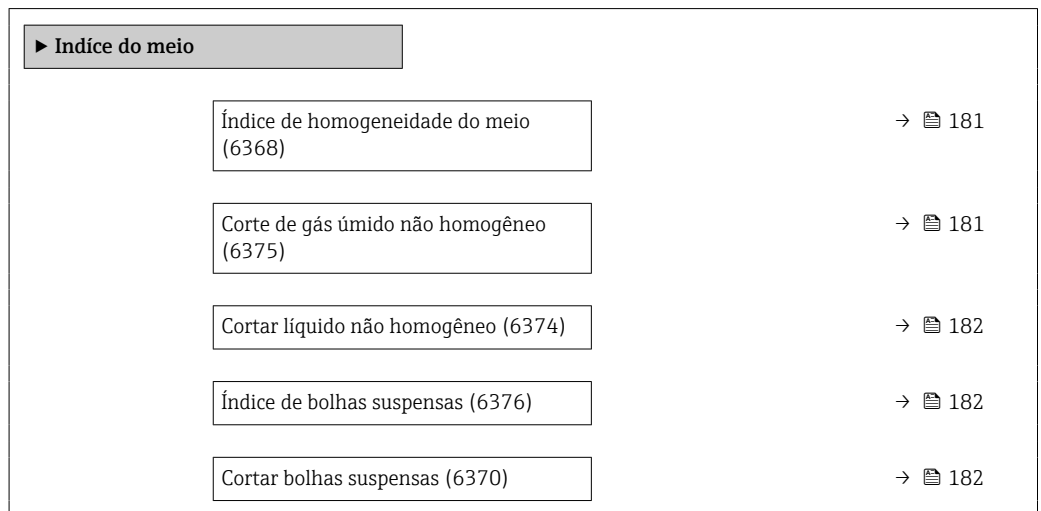 ▶ Indíce do meio
Índice de homogeneidade do meio
(6368)
→ 181
Corte de gás úmido não homogêneo
(6375)
→ 181
Cortar líquido não homogêneo (6374)
→ 182
Índice de bolhas suspensas (6376)
→ 182
Cortar bolhas suspensas (6370)
→ 182